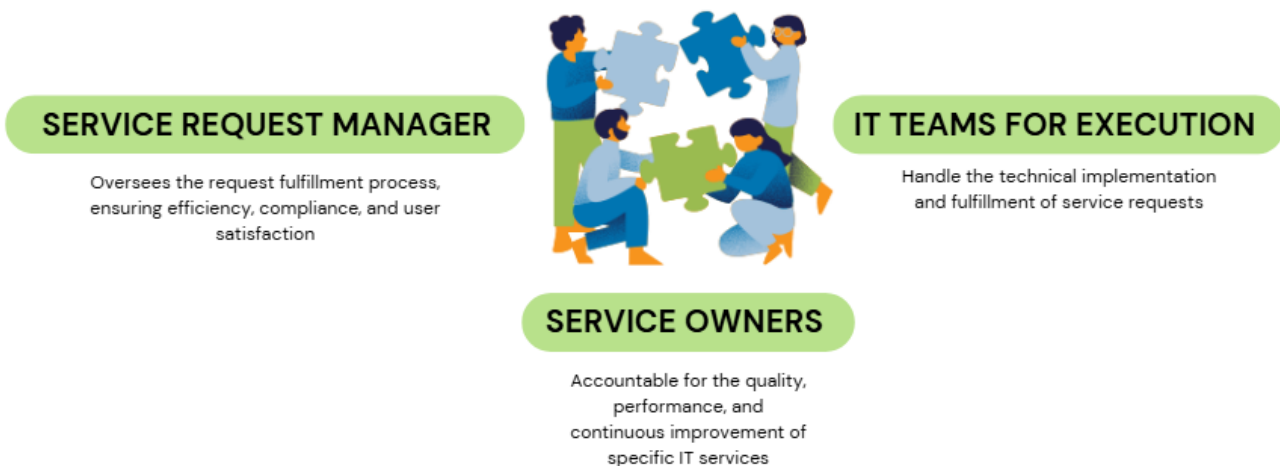 SERVICE REQUEST MANAGER
Oversees the request fulfillment process,
ensuring efficiency, compliance, and user
satisfaction
IT TEAMS FOR EXECUTION
Handle the technical implementation
and fulfillment of service requests
SERVICE OWNERS
Accountable for the quality,
performance, and
continuous improvement of
specific IT services